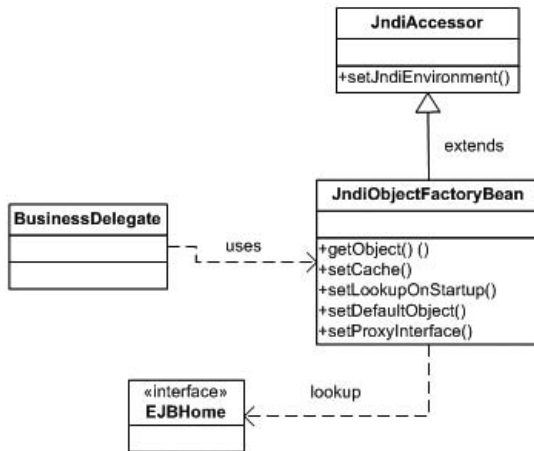 JndiAccessor
+setJndiEnvironment()
extends
JndiObjectFactoryBean
+getObject() ()
+setCache()
+setLookupOnStartup()
+setDefaultObject()
+setProxyInterface()
BusinessDelegate
uses
lookup
«interface»
EJBHome